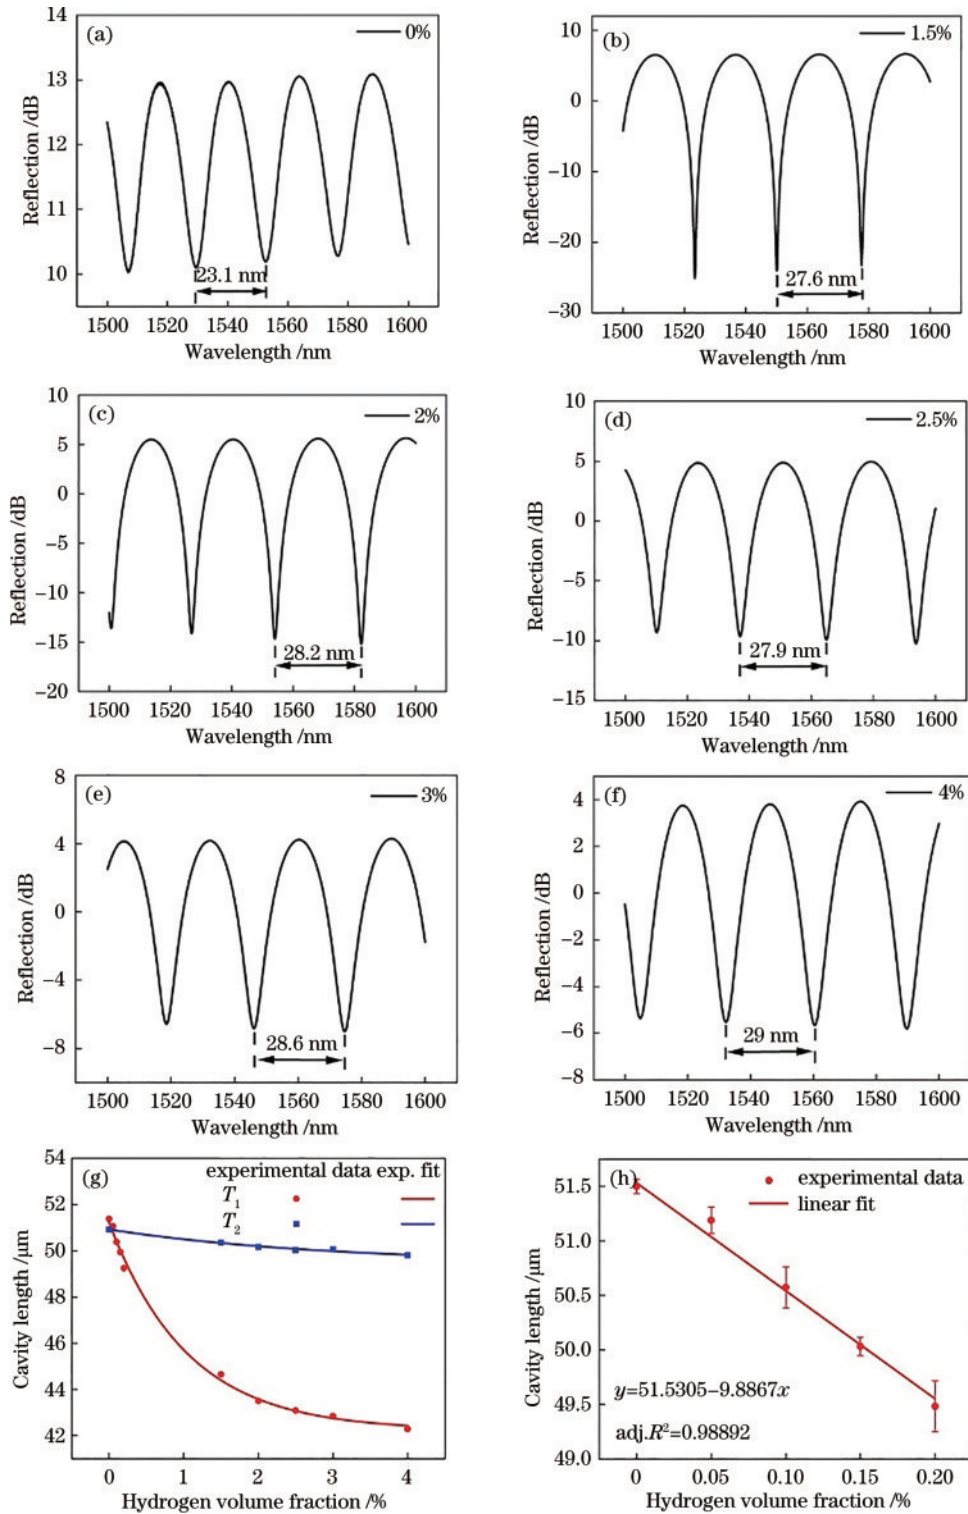 (a)
0%
14
13
12
11
10
Reflection /dB
23.1 nm
1500 1520 1540 1560 1580 1600
Wavelength /nm
(b)
1.5%
10
0
−10
−20
−30
Reflection /dB
27.6 nm
1500 1520 1540 1560 1580 1600
Wavelength /nm
(c)
2%
10
5
0
−5
−10
−15
−20
Reflection /dB
28.2 nm
1500 1520 1540 1560 1580 1600
Wavelength /nm
(d)
2.5%
10
5
0
−5
−10
−15
Reflection /dB
27.9 nm
1500 1520 1540 1560 1580 1600
Wavelength /nm
(e)
3%
8
4
0
−4
−8
Reflection /dB
28.6 nm
1500 1520 1540 1560 1580 1600
Wavelength /nm
(f)
4%
4
2
0
−2
−4
−6
−8
Reflection /dB
29 nm
1500 1520 1540 1560 1580 1600
Wavelength /nm
(g)
experimental data exp. fit
T1
T2
54
52
50
48
46
44
42
Cavity length /μm
0 1 2 3 4
Hydrogen volume fraction /%
(h)
experimental data
linear fit
51.5
51.0
50.5
50.0
49.5
49.0
Cavity length /μm
y=51.5305−9.8867x
adj.R²=0.98892
0 0.05 0.10 0.15 0.20
Hydrogen volume fraction /%